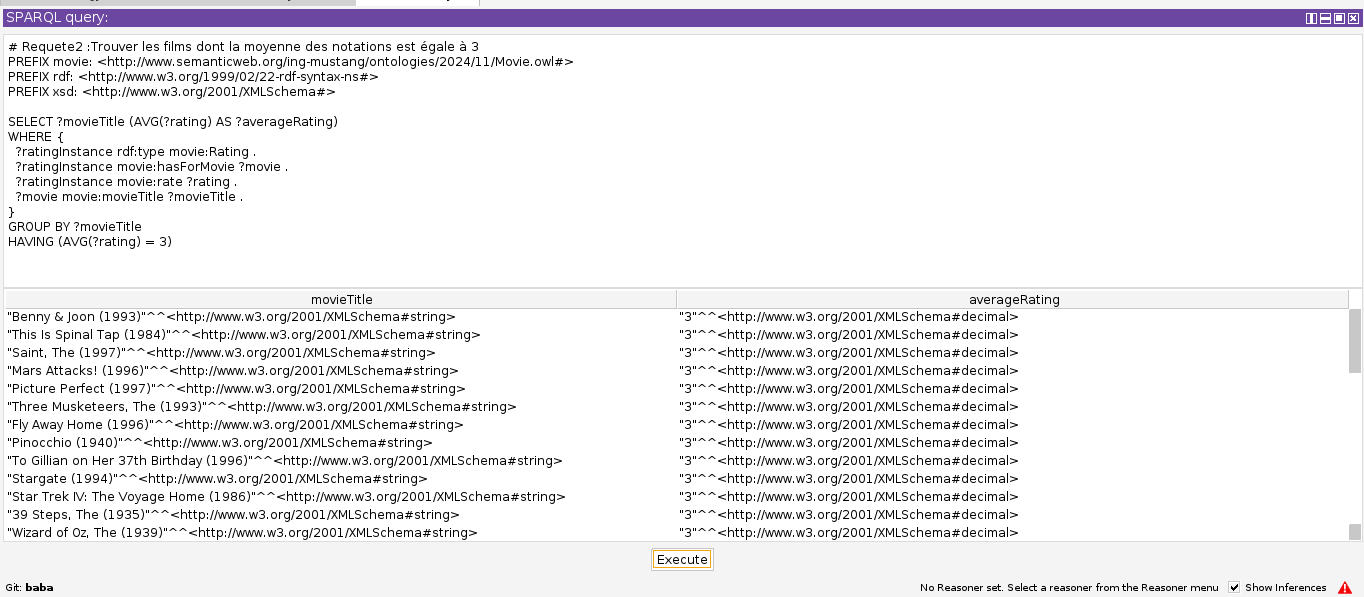 SPARQL query:
# Requete2 :Trouver les films dont la moyenne des notations est égale à 3
PREFIX movie: <http://www.semanticweb.org/ing-mustang/ontologies/2024/11/Movie.owl#>
PREFIX rdf: <http://www.w3.org/1999/02/22-rdf-syntax-ns#>
PREFIX xsd: <http://www.w3.org/2001/XMLSchema#>
SELECT ?movieTitle (AVG(?rating) AS ?averageRating)
WHERE {
?ratingInstance rdf:type movie:Rating .
?ratingInstance movie:hasForMovie ?movie .
?ratingInstance movie:rate ?rating .
?movie movie:movieTitle ?movieTitle .
}
GROUP BY ?movieTitle
HAVING (AVG(?rating) = 3)
movieTitle averageRating
"Benny & Joon (1993)"^^<http://www.w3.org/2001/XMLSchema#string> "3"^^<http://www.w3.org/2001/XMLSchema#decimal>
"This Is Spinal Tap (1984)"^^<http://www.w3.org/2001/XMLSchema#string> "3"^^<http://www.w3.org/2001/XMLSchema#decimal>
"Saint, The (1997)"^^<http://www.w3.org/2001/XMLSchema#string> "3"^^<http://www.w3.org/2001/XMLSchema#decimal>
"Mars Attacks! (1996)"^^<http://www.w3.org/2001/XMLSchema#string> "3"^^<http://www.w3.org/2001/XMLSchema#decimal>
"Picture Perfect (1997)"^^<http://www.w3.org/2001/XMLSchema#string> "3"^^<http://www.w3.org/2001/XMLSchema#decimal>
"Three Musketeers, The (1993)"^^<http://www.w3.org/2001/XMLSchema#string> "3"^^<http://www.w3.org/2001/XMLSchema#decimal>
"Fly Away Home (1996)"^^<http://www.w3.org/2001/XMLSchema#string> "3"^^<http://www.w3.org/2001/XMLSchema#decimal>
"Pinocchio (1940)"^^<http://www.w3.org/2001/XMLSchema#string> "3"^^<http://www.w3.org/2001/XMLSchema#decimal>
"To Gillian on Her 37th Birthday (1996)"^^<http://www.w3.org/2001/XMLSchema#string> "3"^^<http://www.w3.org/2001/XMLSchema#decimal>
"Stargate (1994)"^^<http://www.w3.org/2001/XMLSchema#string> "3"^^<http://www.w3.org/2001/XMLSchema#decimal>
"Star Trek IV: The Voyage Home (1986)"^^<http://www.w3.org/2001/XMLSchema#string> "3"^^<http://www.w3.org/2001/XMLSchema#decimal>
"39 Steps, The (1935)"^^<http://www.w3.org/2001/XMLSchema#string> "3"^^<http://www.w3.org/2001/XMLSchema#decimal>
"Wizard of Oz, The (1939)"^^<http://www.w3.org/2001/XMLSchema#string> "3"^^<http://www.w3.org/2001/XMLSchema#decimal>
Execute
Git: baba No Reasoner set. Select a reasoner from the Reasoner menu Show Inferences